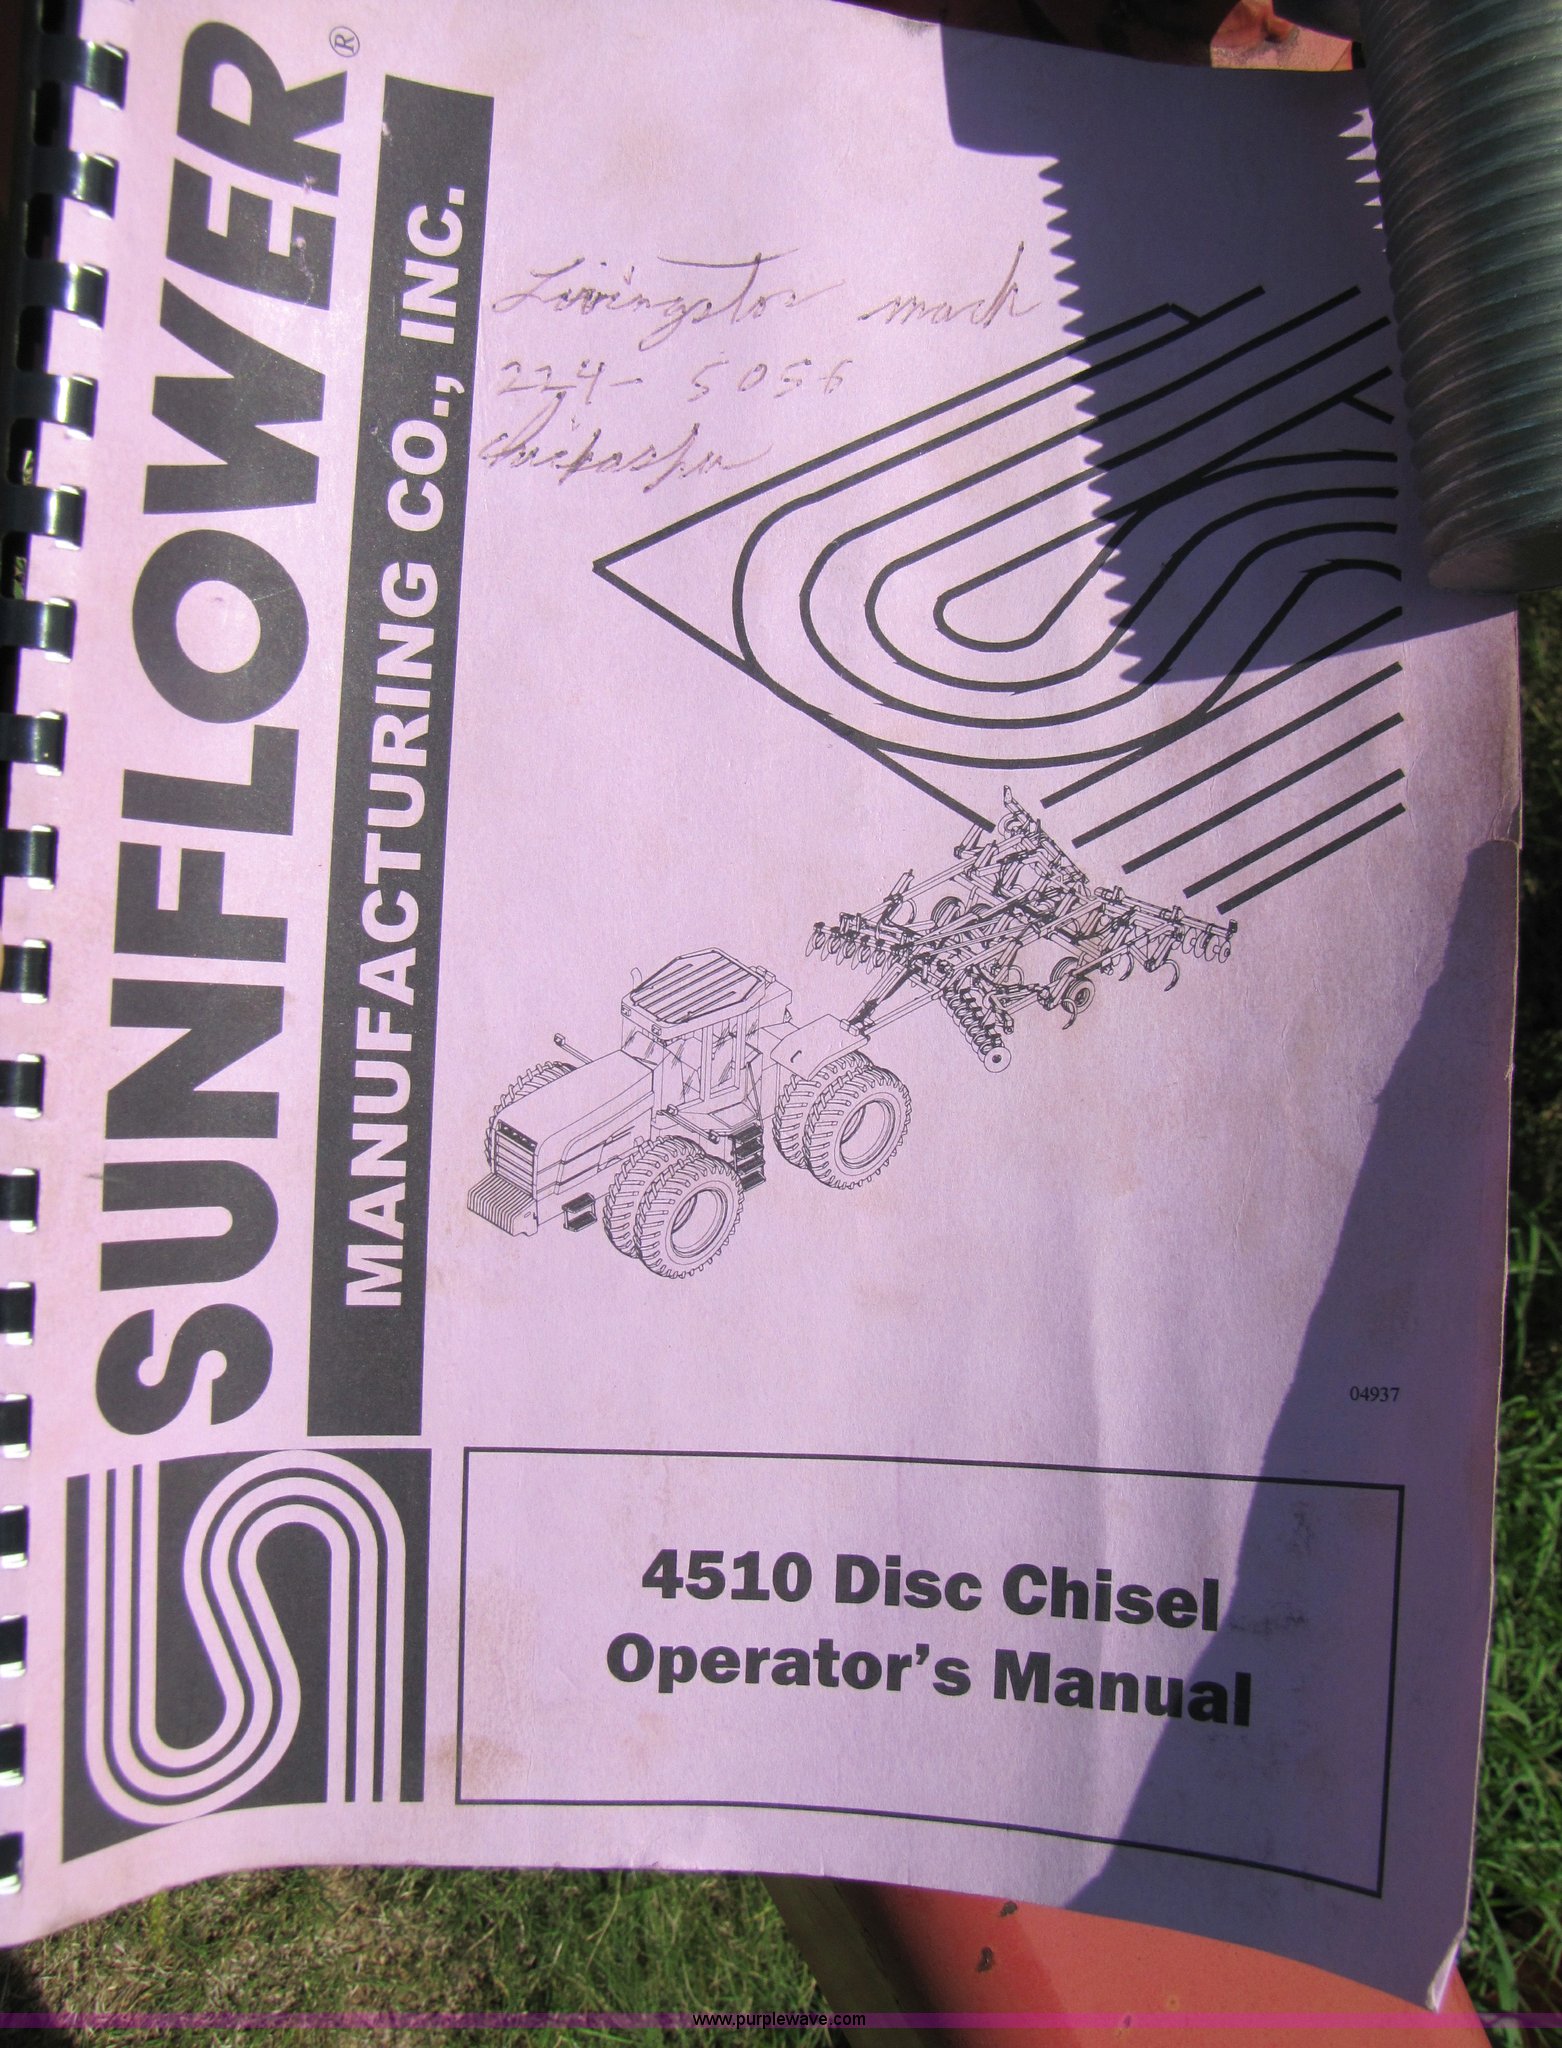 SUNFLOWER®
MANUFACTURING CO., INC.
Livingston mach
224-5056
Chickasha
04937
4510 Disc Chisel
Operator's Manual
www.purplewave.com